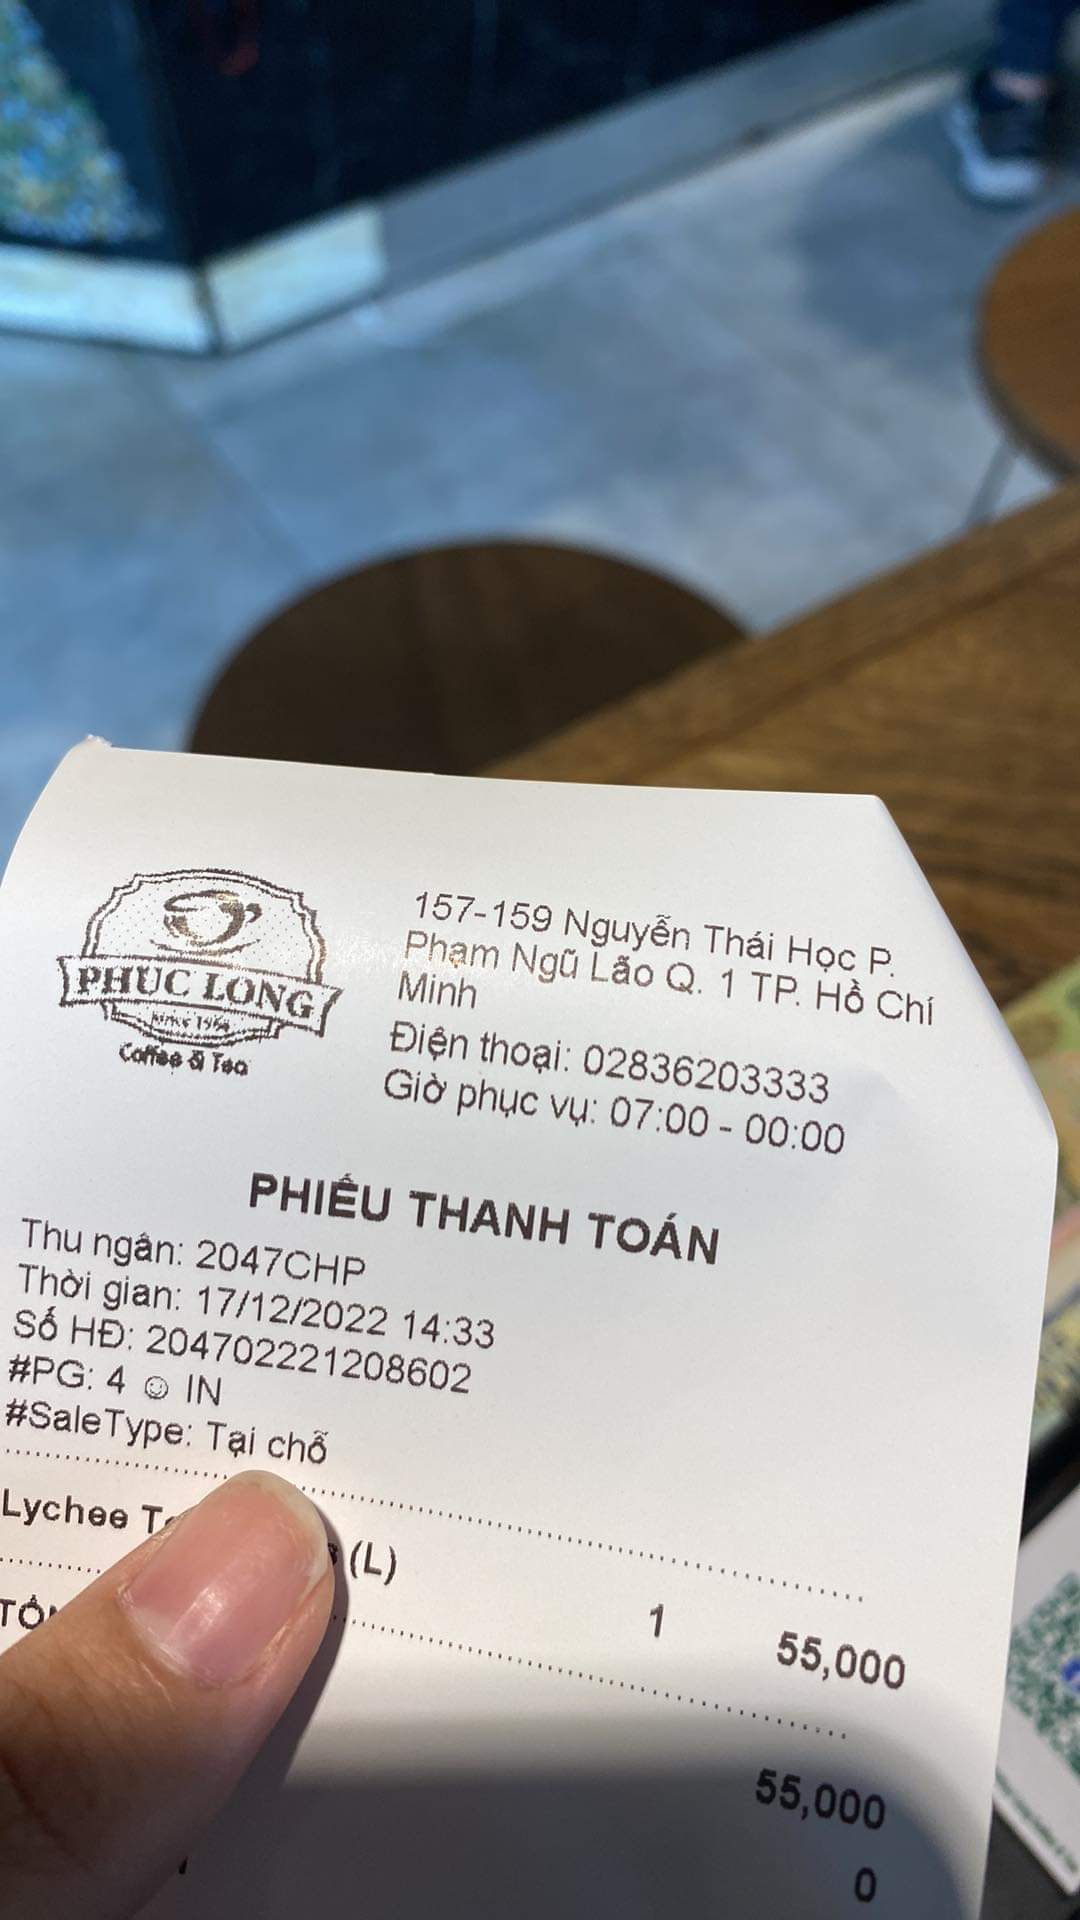 PHUC LONG
SINCE 1968
Coffee & Tea
157-159 Nguyễn Thái Học P.
Phạm Ngũ Lão Q. 1 TP. Hồ Chí
Minh
Điện thoại: 02836203333
Giờ phục vụ: 07:00 - 00:00
PHIẾU THANH TOÁN
Thu ngân: 2047CHP
Thời gian: 17/12/2022 14:33
Số HĐ: 204702221208602
#PG: 4 ☺ IN
#SaleType: Tại chỗ
Lychee (L)
1 55,000
55,000
0